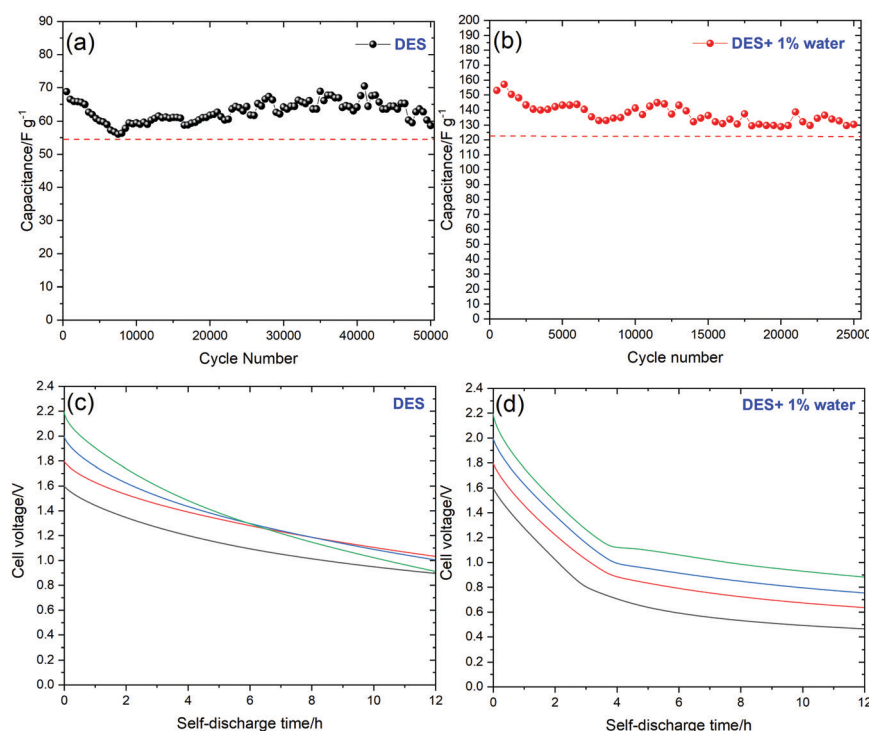 (a)
DES
90
80
70
60
50
40
30
20
10
0
Capacitance/F g-1
0 10000 20000 30000 40000 50000
Cycle Number
(b)
DES+ 1% water
200
190
180
170
160
150
140
130
120
110
100
90
80
70
60
50
40
30
20
10
0
Capacitance/F g-1
0 5000 10000 15000 20000 25000
Cycle number
(c)
DES
2.4
2.2
2.0
1.8
1.6
1.4
1.2
1.0
0.8
0.6
0.4
0.2
0.0
Cell voltage/V
0 2 4 6 8 10 12
Self-discharge time/h
(d)
DES+ 1% water
2.4
2.2
2.0
1.8
1.6
1.4
1.2
1.0
0.8
0.6
0.4
0.2
0.0
Cell voltage/V
0 2 4 6 8 10 12
Self-discharge time/h